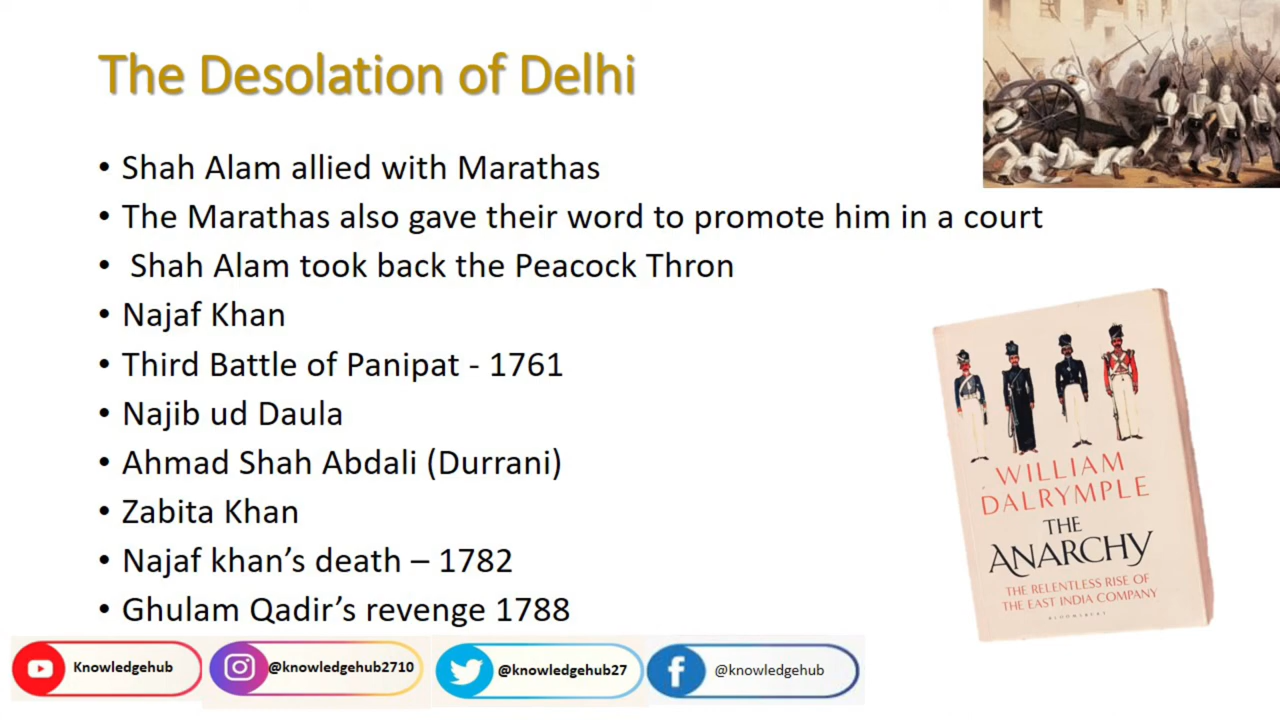 The Desolation of Delhi
• Shah Alam allied with Marathas
• The Marathas also gave their word to promote him in a court
• Shah Alam took back the Peacock Thron
• Najaf Khan
• Third Battle of Panipat - 1761
• Najib ud Daula
• Ahmad Shah Abdali (Durrani)
• Zabita Khan
• Najaf khan’s death – 1782
• Ghulam Qadir’s revenge 1788
WILLIAM
DALRYMPLE
THE
ANARCHY
THE RELENTLESS RISE OF
THE EAST INDIA COMPANY
BLOOMSBURY
Knowledgehub
@knowledgehub2710
@knowledgehub27
@knowledgehub